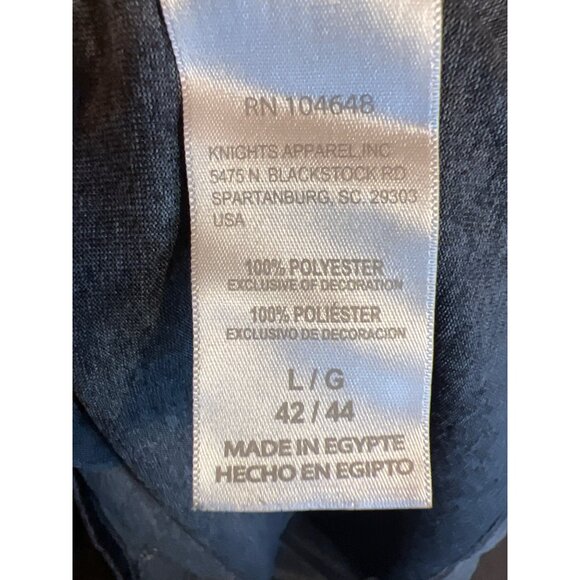 RN 104648
KNIGHTS APPAREL, INC.
5475 N. BLACKSTOCK RD
SPARTANBURG, SC. 29303
USA
100% POLYESTER
EXCLUSIVE OF DECORATION
100% POLIÉSTER
EXCLUSIVO DE DECORACION
L / G
42 / 44
MADE IN EGYPTE
HECHO EN EGIPTO